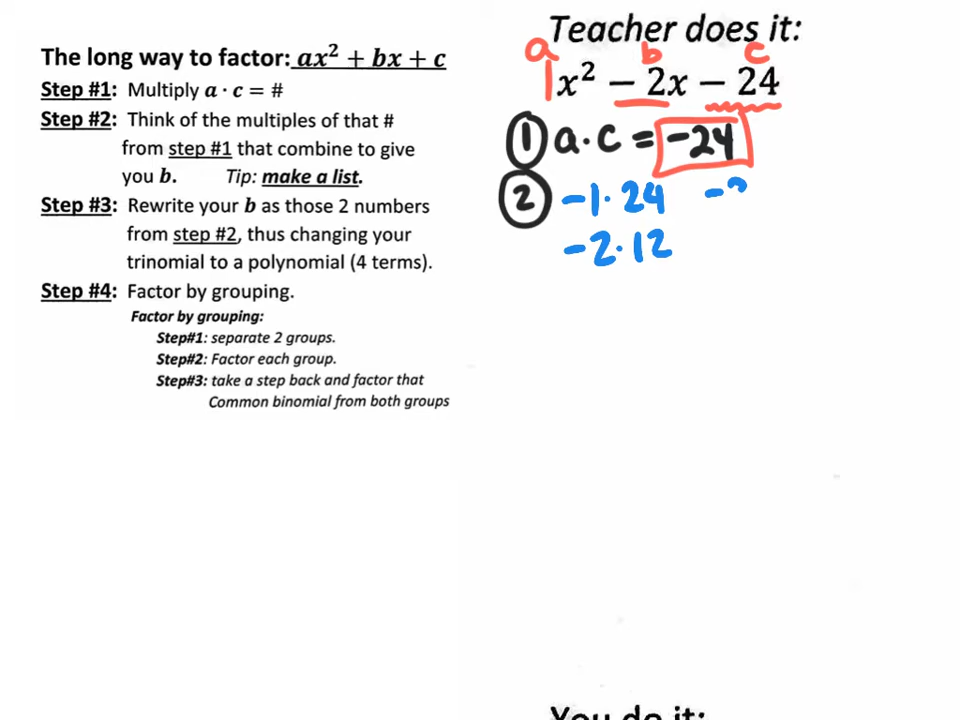 The long way to factor: ax² + bx + c
Step #1: Multiply a · c = #
Step #2: Think of the multiples of that #
from step #1 that combine to give
you b. Tip: make a list.
Step #3: Rewrite your b as those 2 numbers
from step #2, thus changing your
trinomial to a polynomial (4 terms).
Step #4: Factor by grouping.
Factor by grouping:
Step#1: separate 2 groups.
Step#2: Factor each group.
Step#3: take a step back and factor that
Common binomial from both groups
Teacher does it:
a b c
1x² − 2x − 24
① a·c = -24
② -1·24
-2·12
You do it: